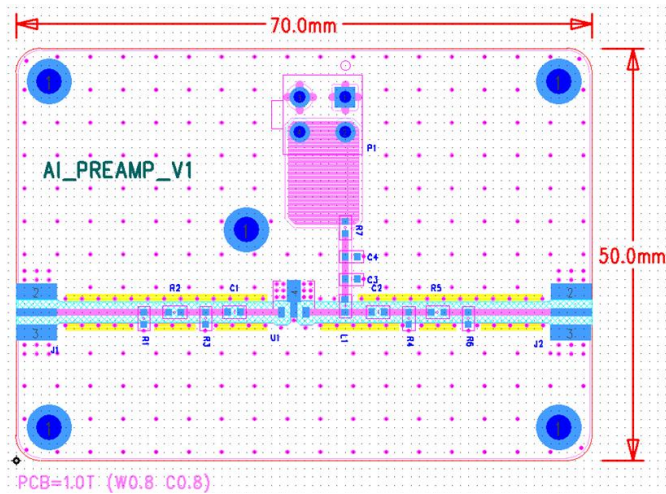 70.0mm
1
1
P1
AI_PREAMP_V1
1
R7
50.0mm
C4
C3
2
R2
C1
4
C2
R5
2
3
J1
R1
R3
U1
L1
R4
R6
J2
3
1
1
PCB=1.0T (W0.8 C0.8)